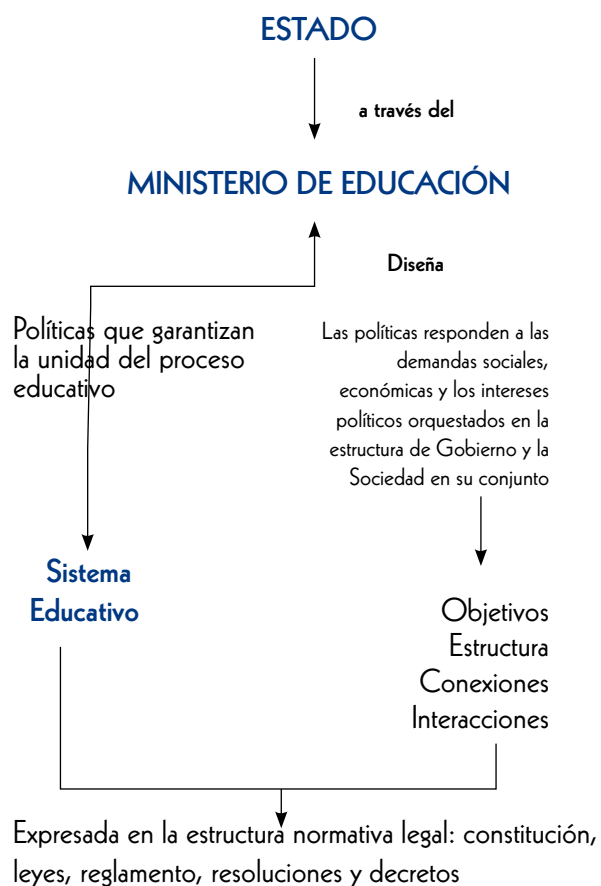 ESTADO
a través del
MINISTERIO DE EDUCACIÓN
Diseña
Políticas que garantizan
la unidad del proceso
educativo
Las políticas responden a las
demandas sociales,
económicas y los intereses
políticos orquestados en la
estructura de Gobierno y la
Sociedad en su conjunto
Sistema
Educativo
Objetivos
Estructura
Conexiones
Interacciones
Expresada en la estructura normativa legal: constitución,
leyes, reglamento, resoluciones y decretos